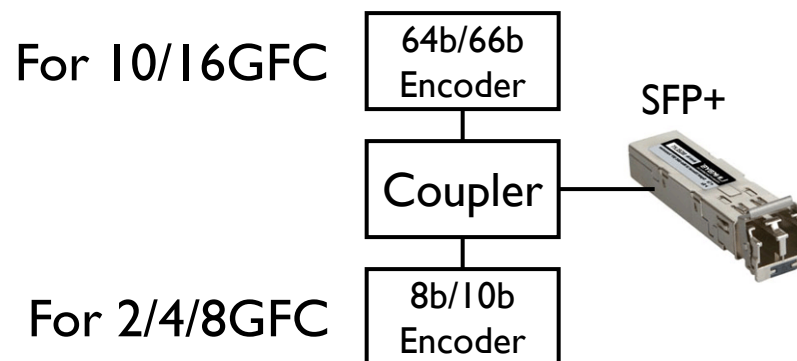 For 10/16GFC
64b/66b
Encoder
SFP+
Coupler
For 2/4/8GFC
8b/10b
Encoder